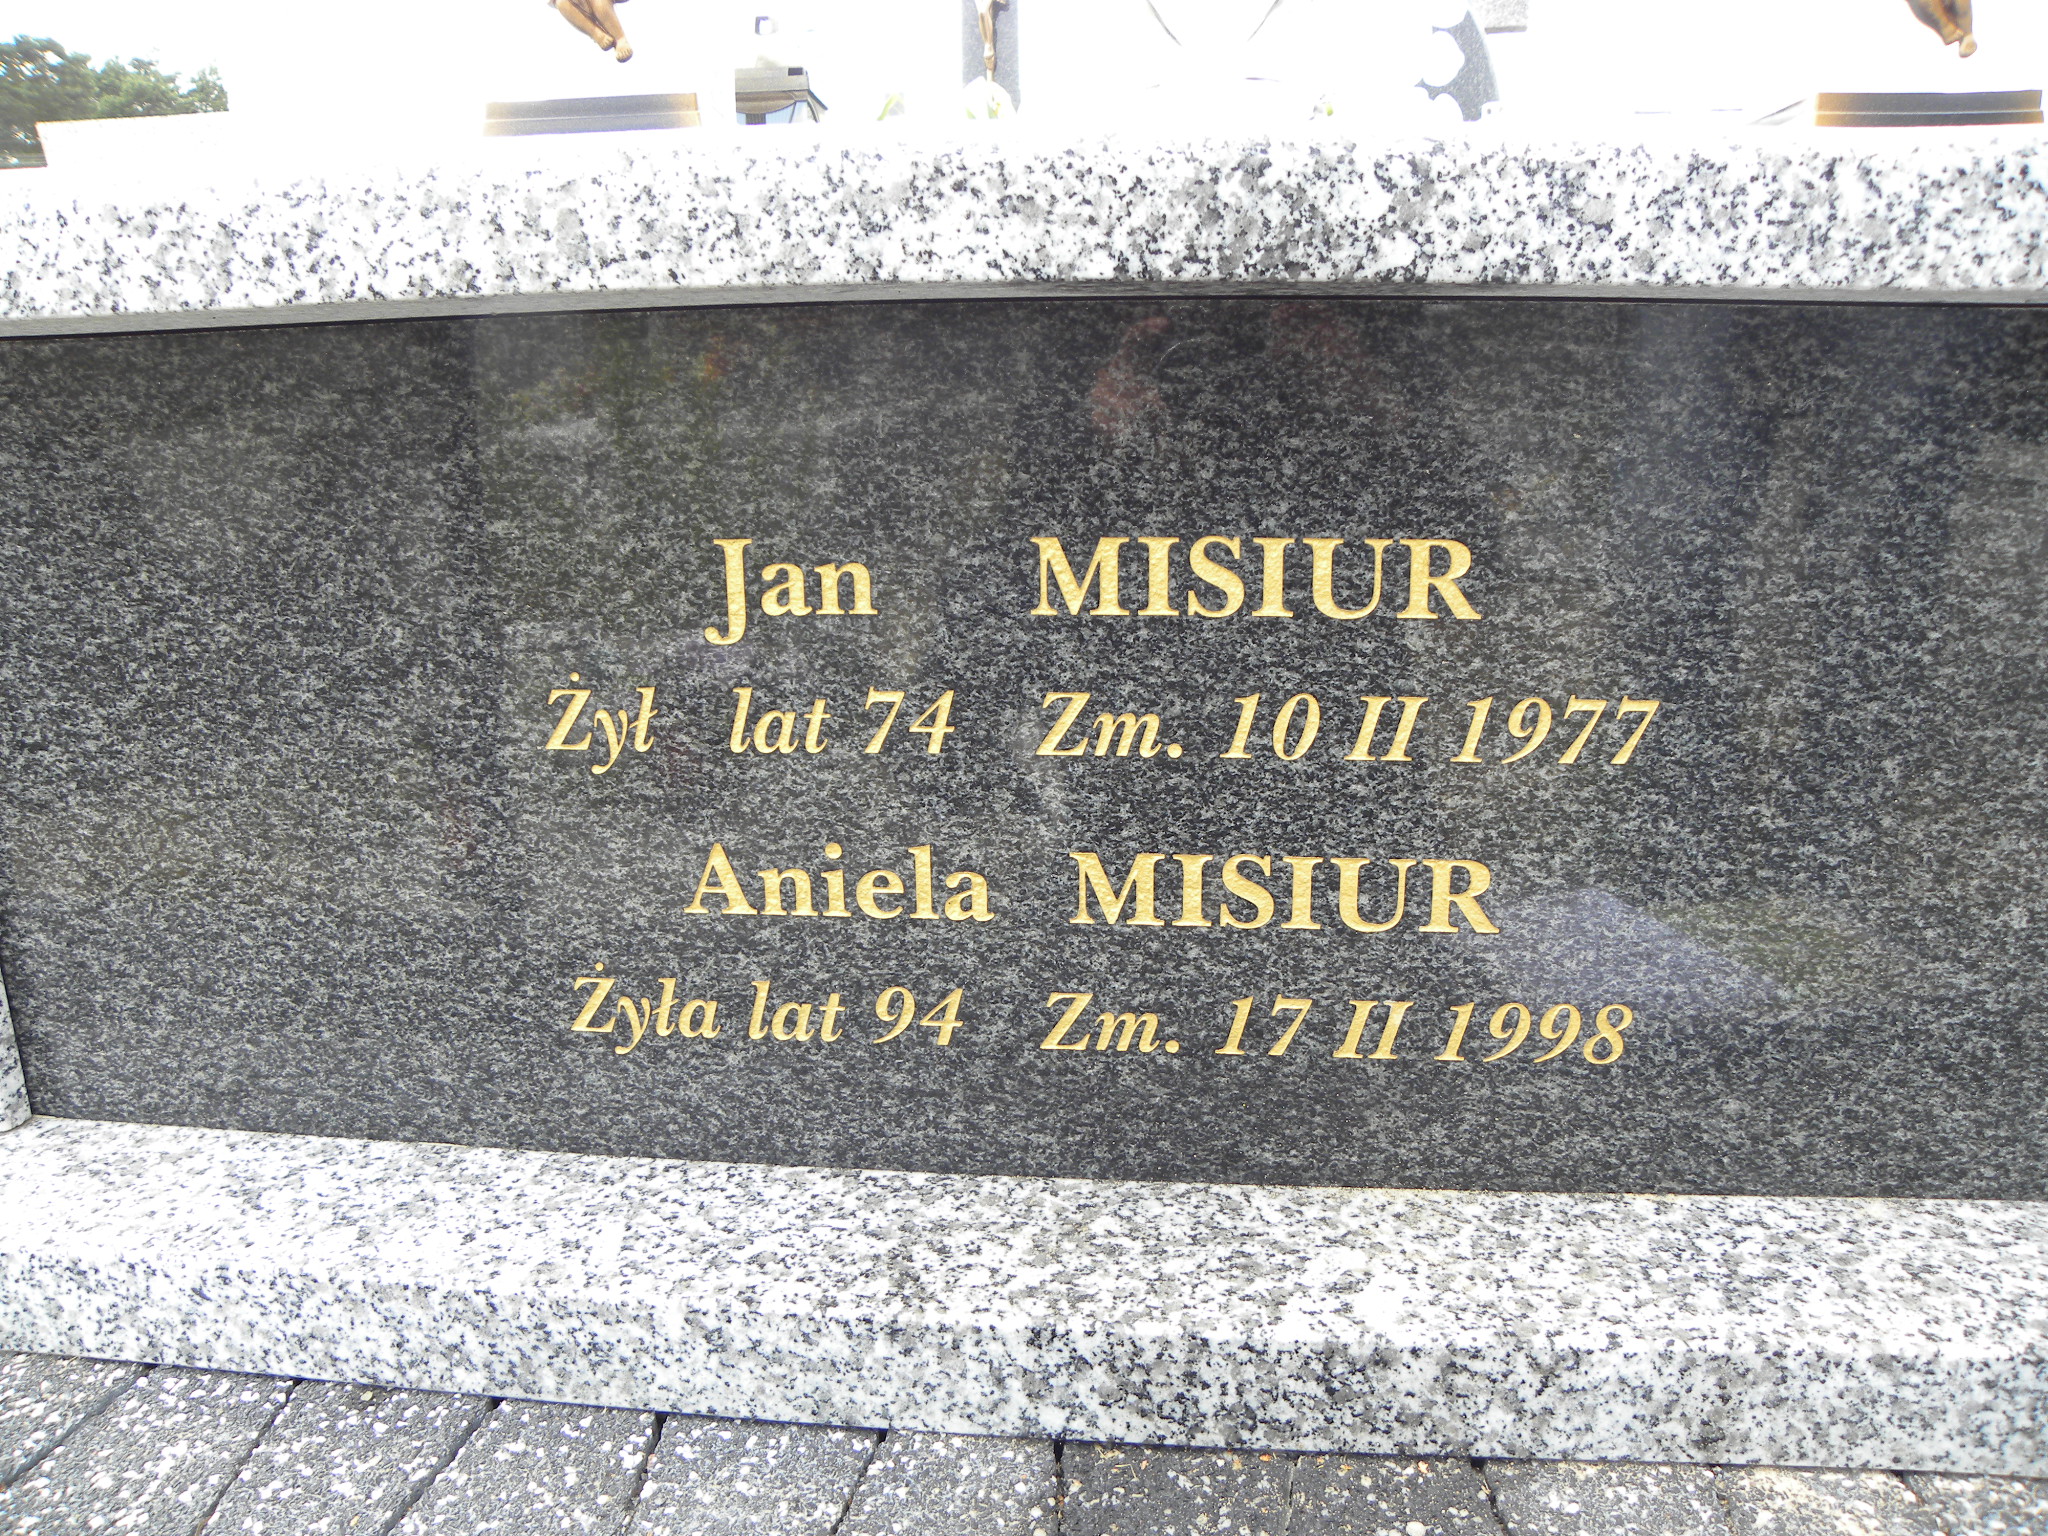 Jan MISIUR
Żył lat 74 Zm. 10 II 1977
Aniela MISIUR
Żyła lat 94 Zm. 17 II 1998